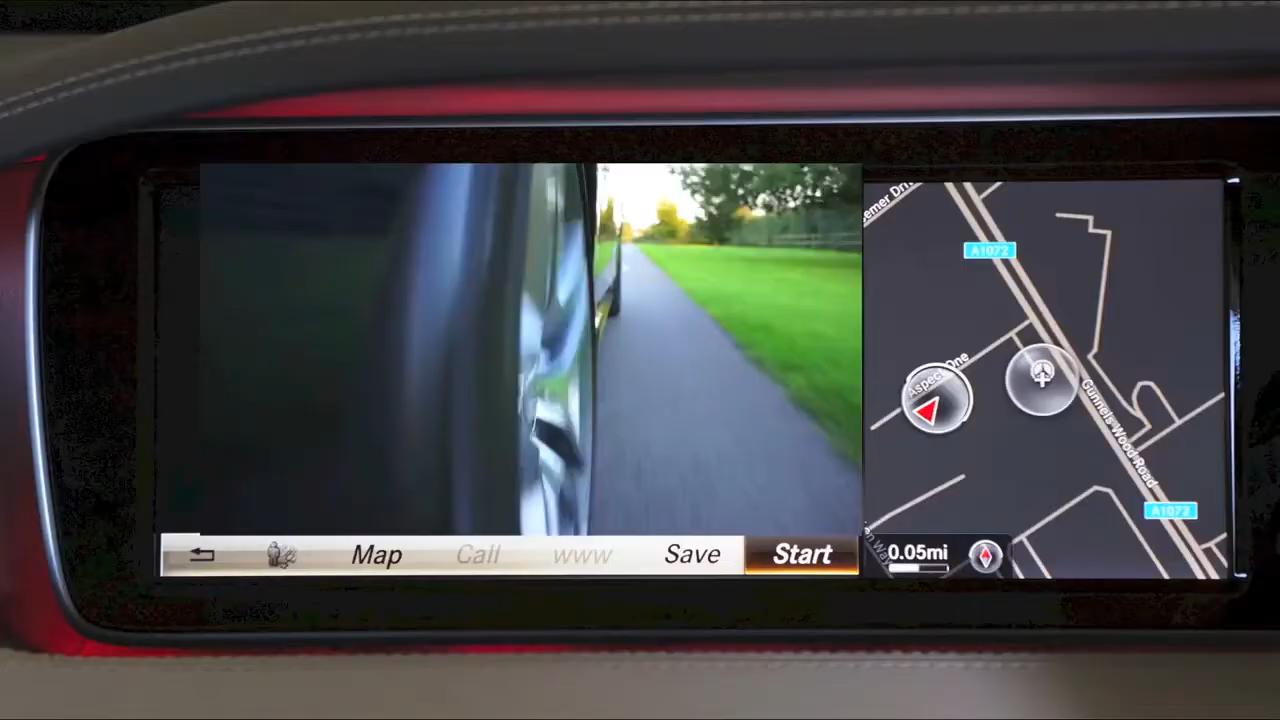 A1072
Aspect One
Gunnels Wood Road
A1072
0.05mi
Map Call www Save Start